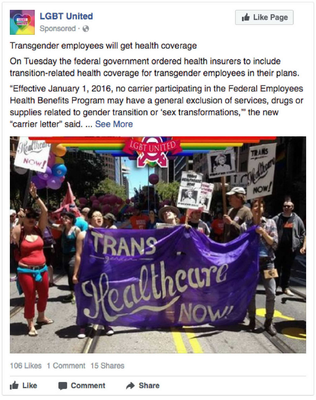 LGBT United
Sponsored ·
Like Page
Transgender employees will get health coverage
On Tuesday the federal government ordered health insurers to include
transition-related health coverage for transgender employees in their plans.
"Effective January 1, 2016, no carrier participating in the Federal Employees
Health Benefits Program may have a general exclusion of services, drugs or
supplies related to gender transition or 'sex transformations,'" the new
"carrier letter" said. ... See More
LGBT UNITED
Healthcare
NOW!
TRANS
NOW!
TRANS
Healthcare
NOW!
106 Likes 1 Comment 15 Shares
Like Comment Share